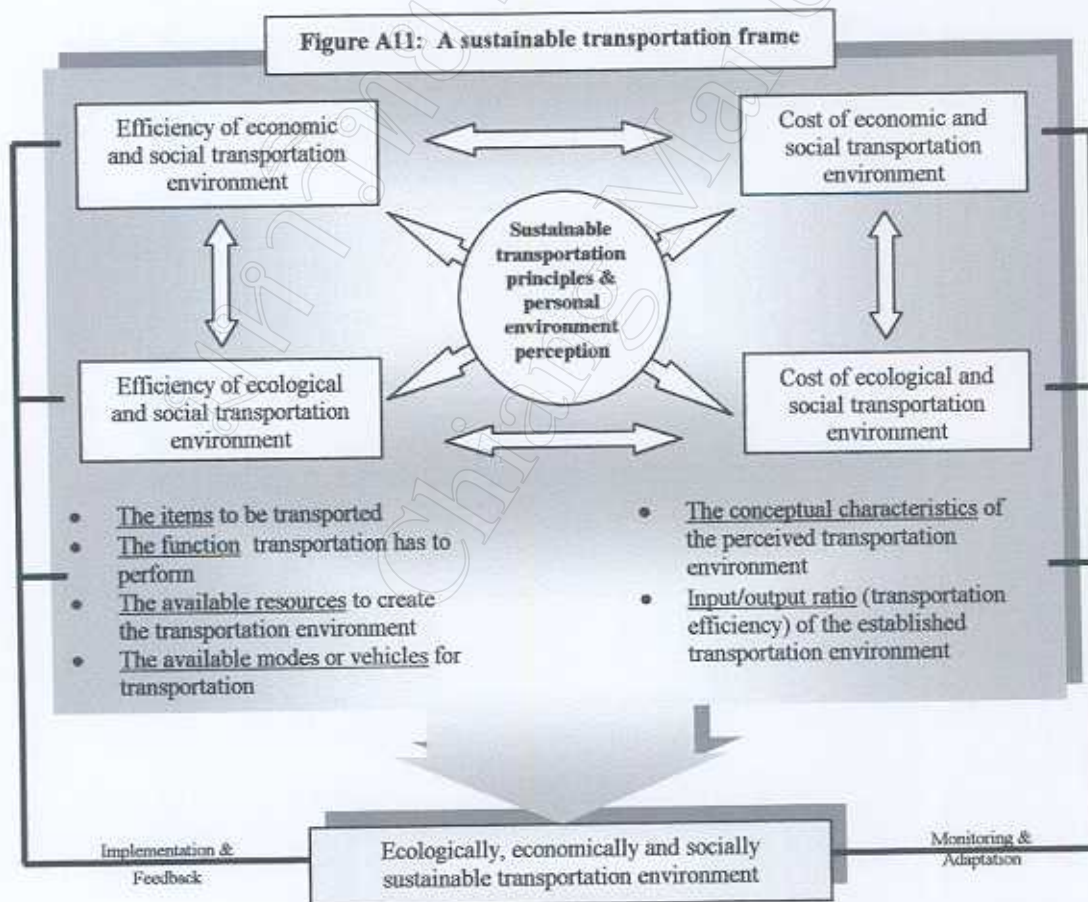 Figure A11: A sustainable transportation frame
Efficiency of economic
and social transportation
environment
Cost of economic and
social transportation
environment
Sustainable
transportation
principles &
personal
environment
perception
Efficiency of ecological
and social transportation
environment
Cost of ecological and
social transportation
environment
• The items to be transported
• The function transportation has to
perform
• The available resources to create
the transportation environment
• The available modes or vehicles for
transportation
• The conceptual characteristics of
the perceived transportation
environment
• Input/output ratio (transportation
efficiency) of the established
transportation environment
Implementation &
Feedback
Ecologically, economically and socially
sustainable transportation environment
Monitoring &
Adaptation